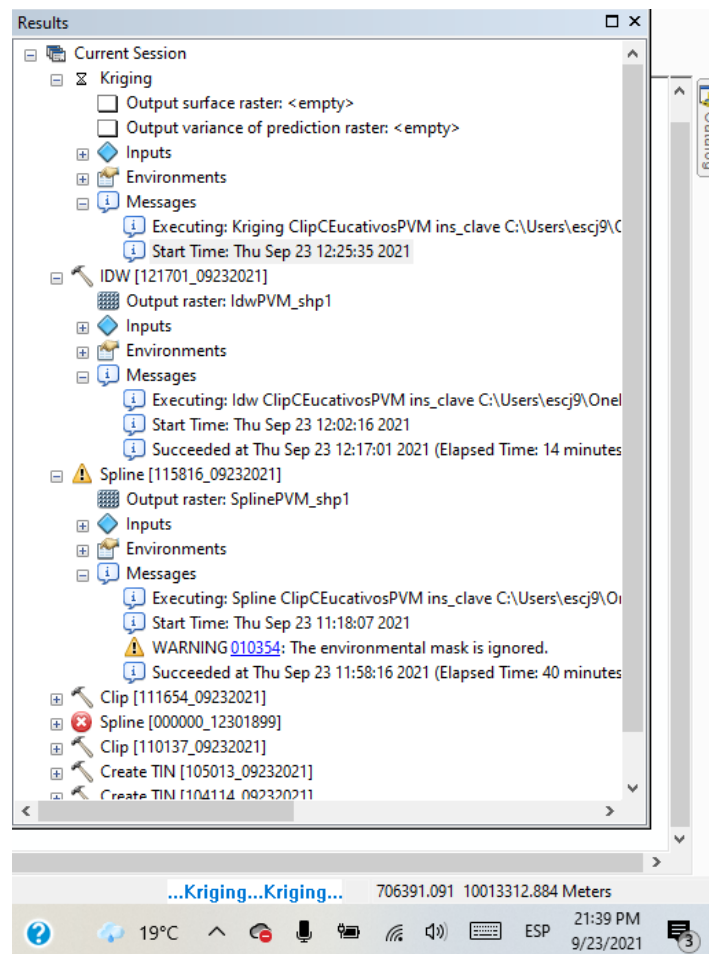 Results
Current Session
Kriging
Output surface raster: <empty>
Output variance of prediction raster: <empty>
Inputs
Environments
Messages
Executing: Kriging ClipCEucativosPVM ins_clave C:\Users\escj9\C
Start Time: Thu Sep 23 12:25:35 2021
IDW [121701_09232021]
Output raster: IdwPVM_shp1
Inputs
Environments
Messages
Executing: Idw ClipCEucativosPVM ins_clave C:\Users\escj9\Onel
Start Time: Thu Sep 23 12:02:16 2021
Succeeded at Thu Sep 23 12:17:01 2021 (Elapsed Time: 14 minutes
Spline [115816_09232021]
Output raster: SplinePVM_shp1
Inputs
Environments
Messages
Executing: Spline ClipCEucativosPVM ins_clave C:\Users\escj9\Oi
Start Time: Thu Sep 23 11:18:07 2021
WARNING 010354: The environmental mask is ignored.
Succeeded at Thu Sep 23 11:58:16 2021 (Elapsed Time: 40 minutes
Clip [111654_09232021]
Spline [000000_12301899]
Clip [110137_09232021]
Create TIN [105013_09232021]
Create TIN [104114_09232021]
...Kriging...Kriging... 706391.091 10013312.884 Meters
19°C ESP 21:39 PM
9/23/2021
3